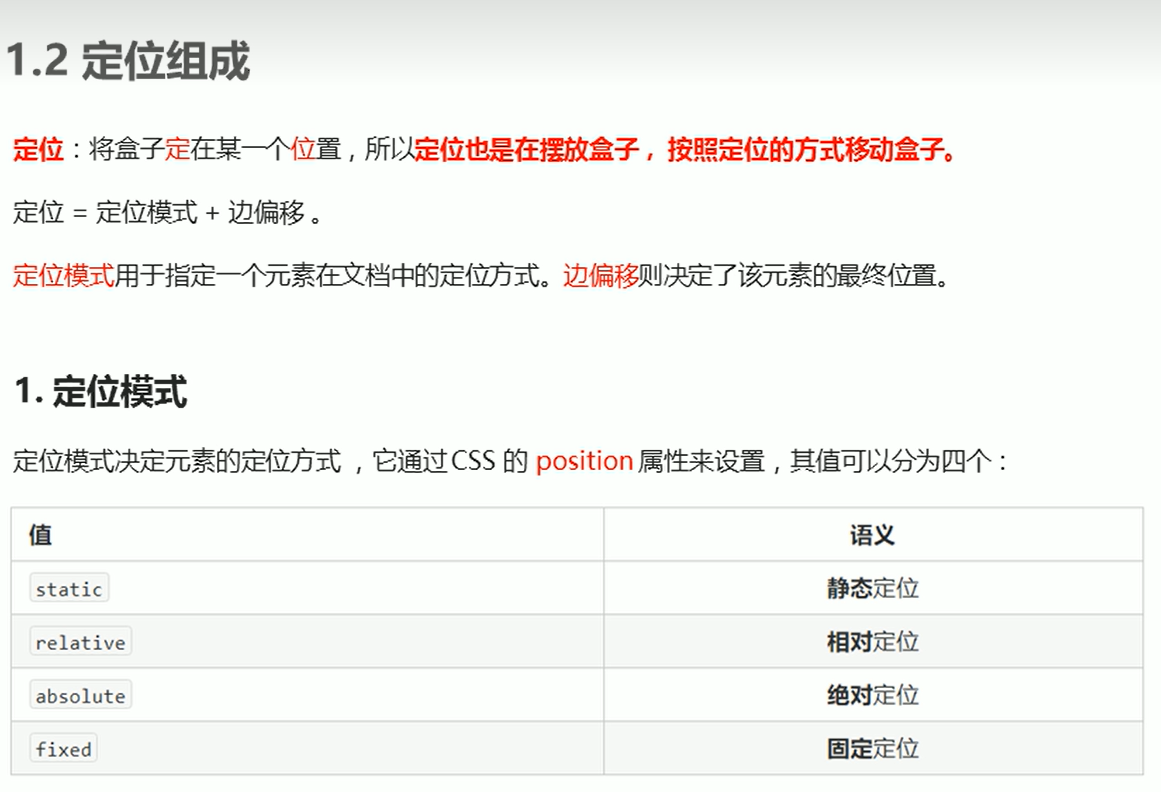 1.2 定位组成
定位：将盒子定在某一个位置，所以定位也是在摆放盒子，按照定位的方式移动盒子。
定位 = 定位模式 + 边偏移 。
定位模式用于指定一个元素在文档中的定位方式。边偏移则决定了该元素的最终位置。
1. 定位模式
定位模式决定元素的定位方式 ，它通过 CSS 的 position 属性来设置，其值可以分为四个：
值 语义
static 静态定位
relative 相对定位
absolute 绝对定位
fixed 固定定位